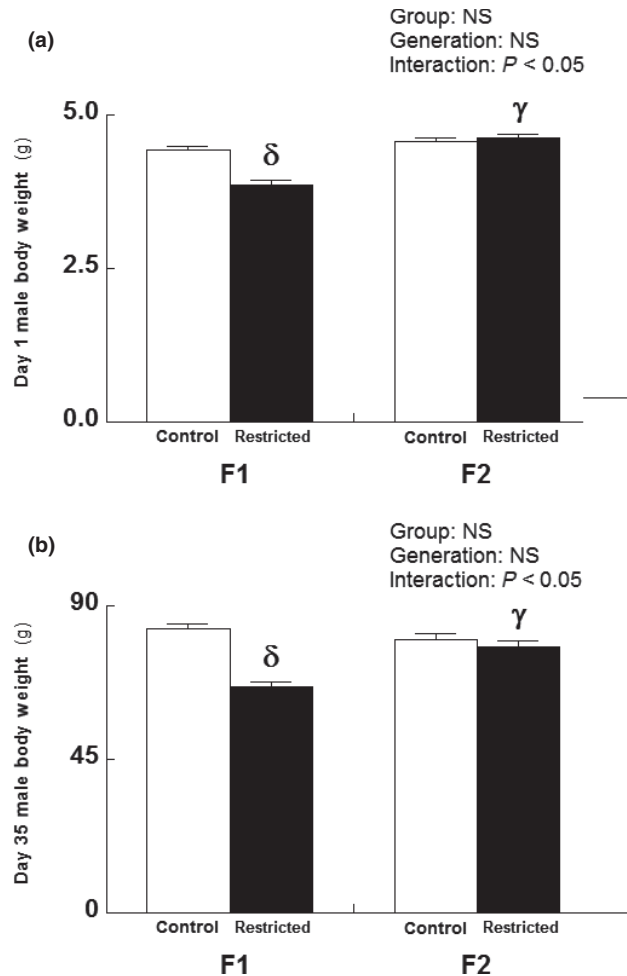 (a)
Group: NS
Generation: NS
Interaction: P < 0.05
Day 1 male body weight (g)
5.0
2.5
0.0
δ
γ
Control Restricted Control Restricted
F1 F2
(b)
Group: NS
Generation: NS
Interaction: P < 0.05
Day 35 male body weight (g)
90
45
0
δ
γ
Control Restricted Control Restricted
F1 F2